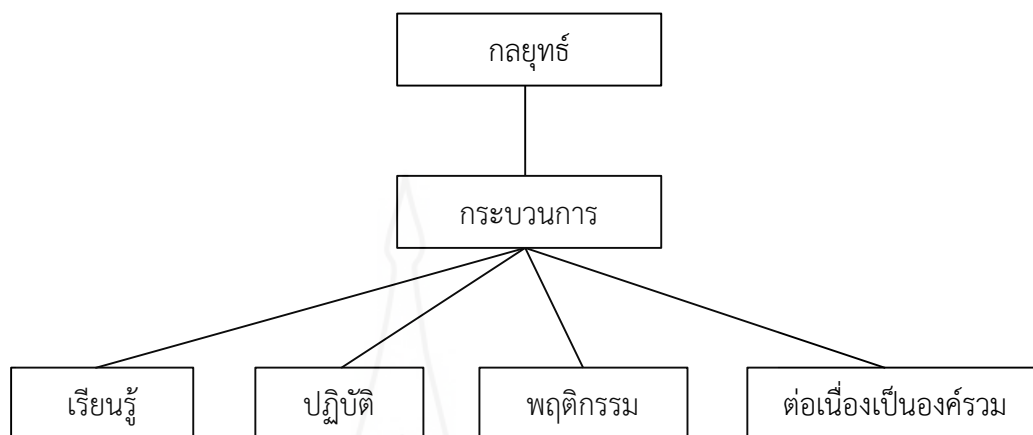 กลยุทธ์
กระบวนการ
เรียนรู้
ปฏิบัติ
พฤติกรรม
ต่อเนื่องเป็นองค์รวม